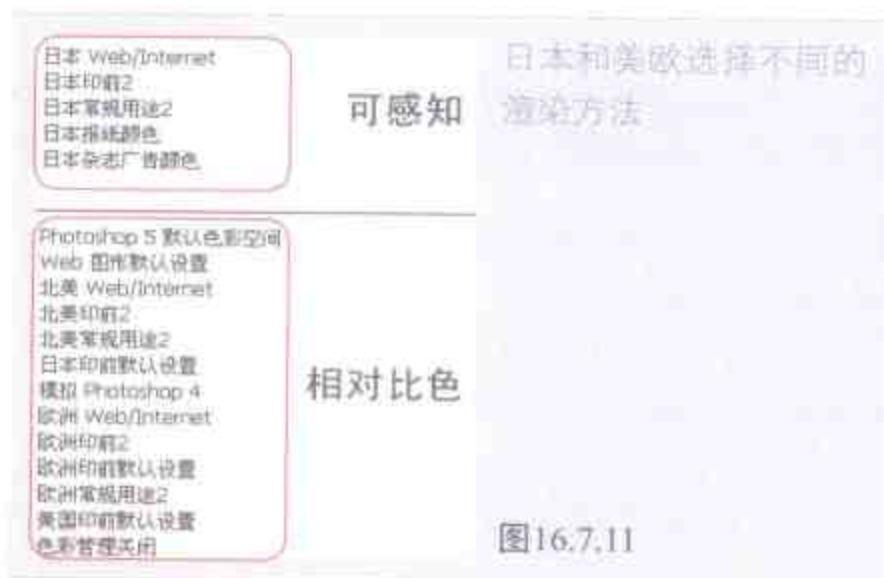 日本 Web/Internet
日本印前2
日本常规用途2
日本报纸颜色
日本杂志广告颜色
可感知
日本和美欧选择不同的
渲染方法
Photoshop 5 默认色彩空间
Web 图形默认设置
北美 Web/Internet
北美印前2
北美常规用途2
日本印前默认设置
模拟 Photoshop 4
欧洲 Web/Internet
欧洲印前2
欧洲印前默认设置
欧洲常规用途2
美国印前默认设置
色彩管理关闭
相对比色
图16.7.11